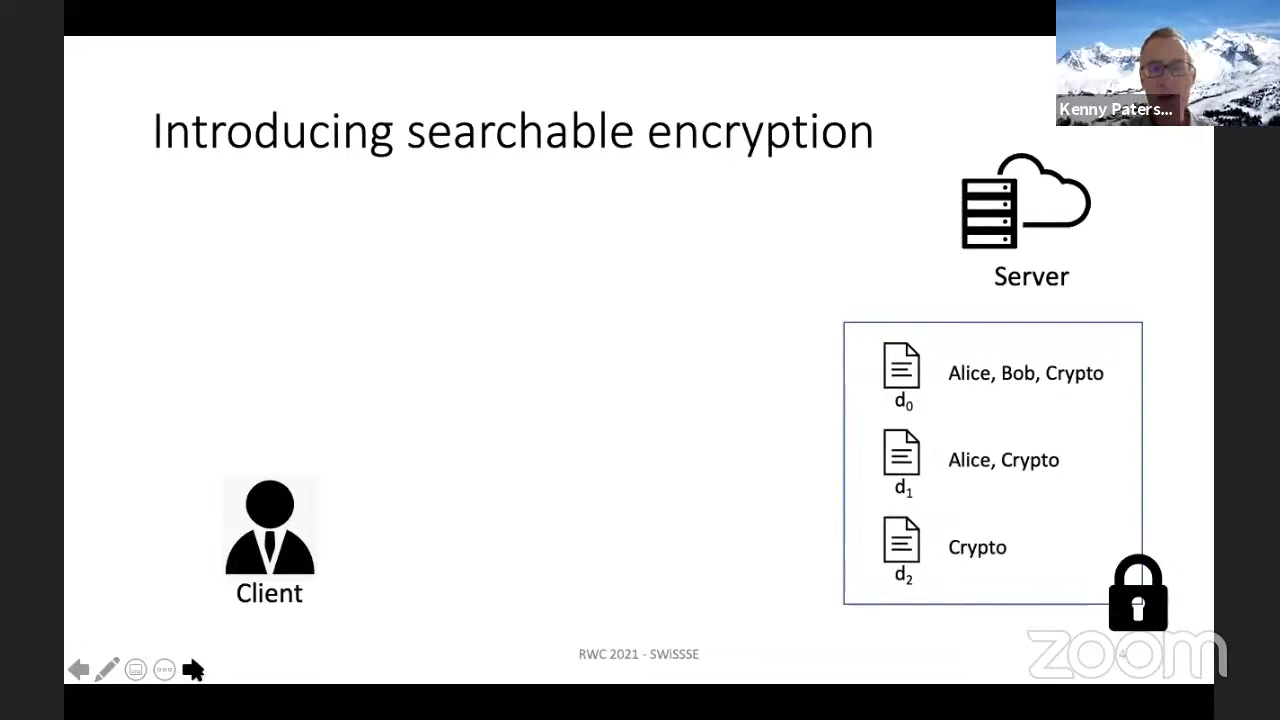 Kenny Paters...
Introducing searchable encryption
Server
Alice, Bob, Crypto
d0
Alice, Crypto
d1
Crypto
d2
Client
RWC 2021 - SWiSSSE
zoom